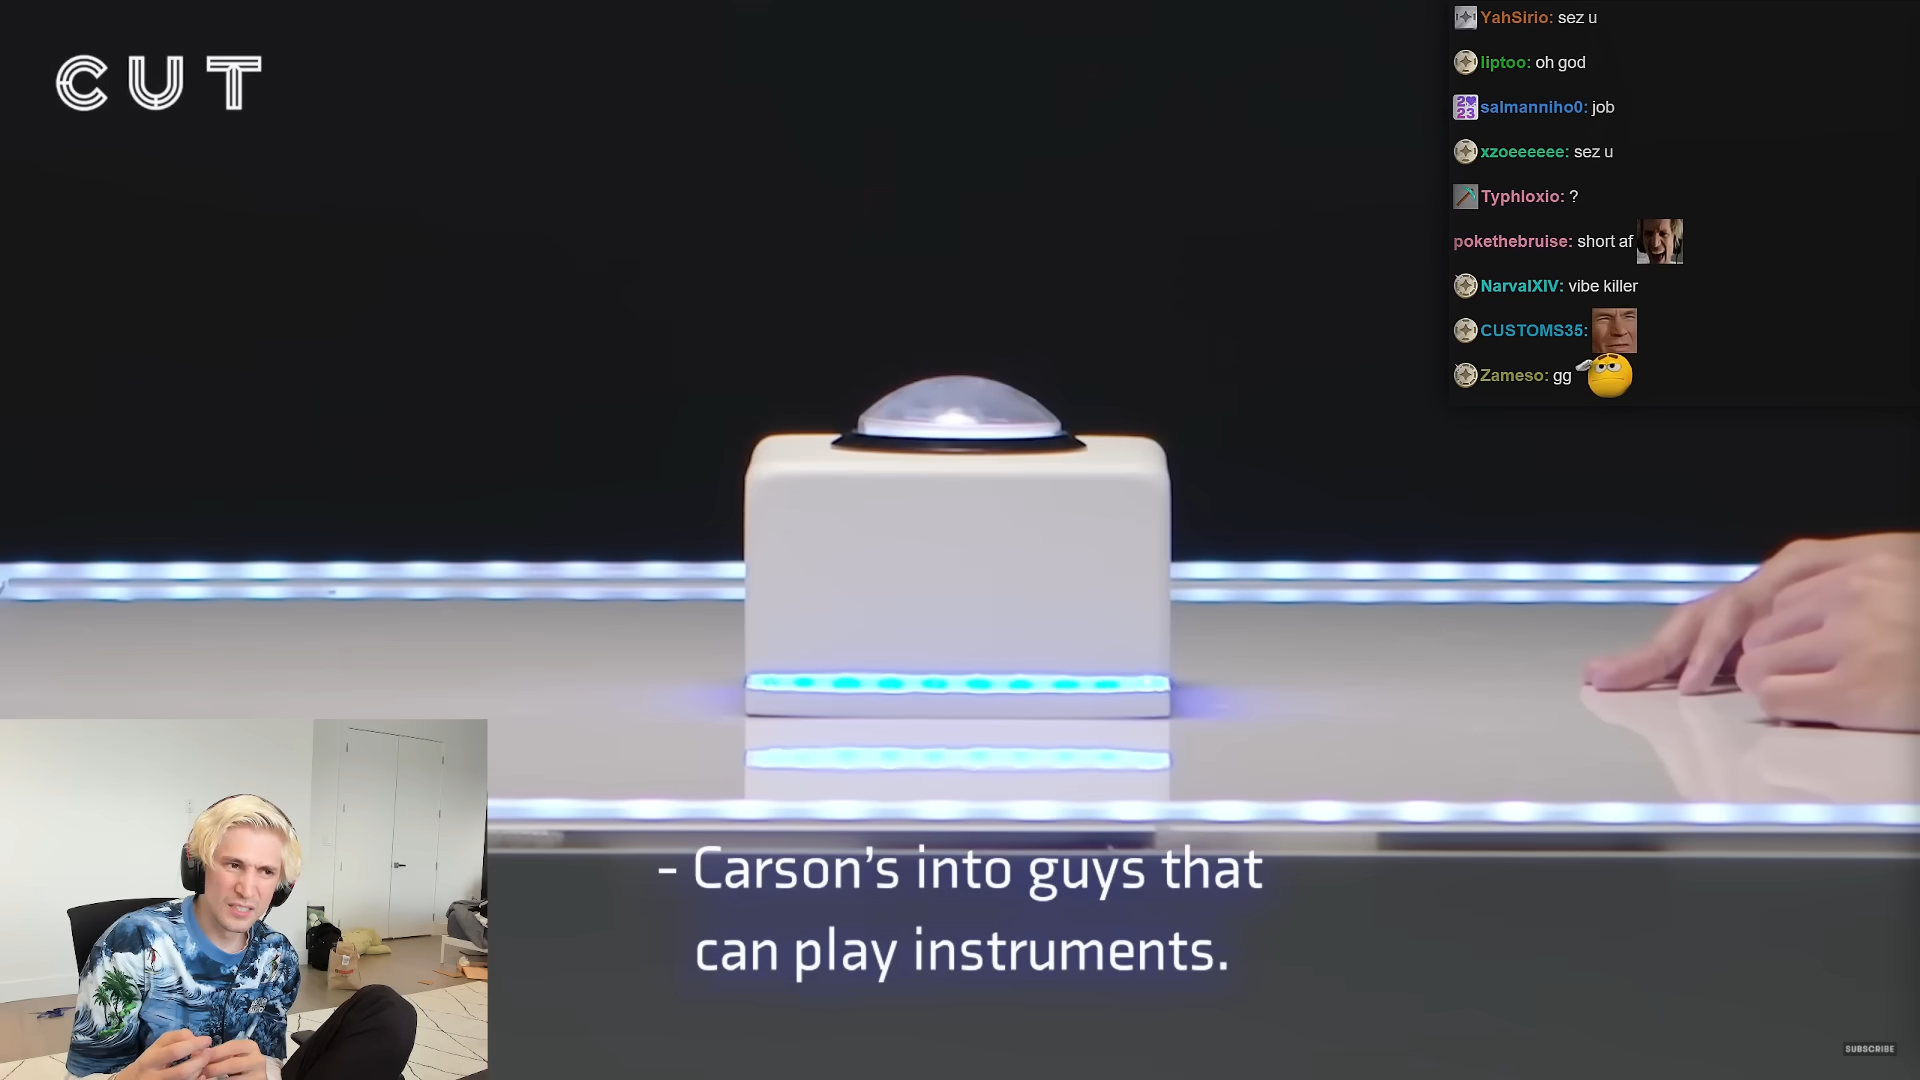 CUT
YahSirio: sez u
liptoo: oh god
salmanniho0: job
xzoeeeeee: sez u
Typhloxio: ?
pokethebruise: short af
NarvalXIV: vibe killer
CUSTOMS35:
Zameso: gg
- Carson's into guys that
can play instruments.
SUBSCRIBE